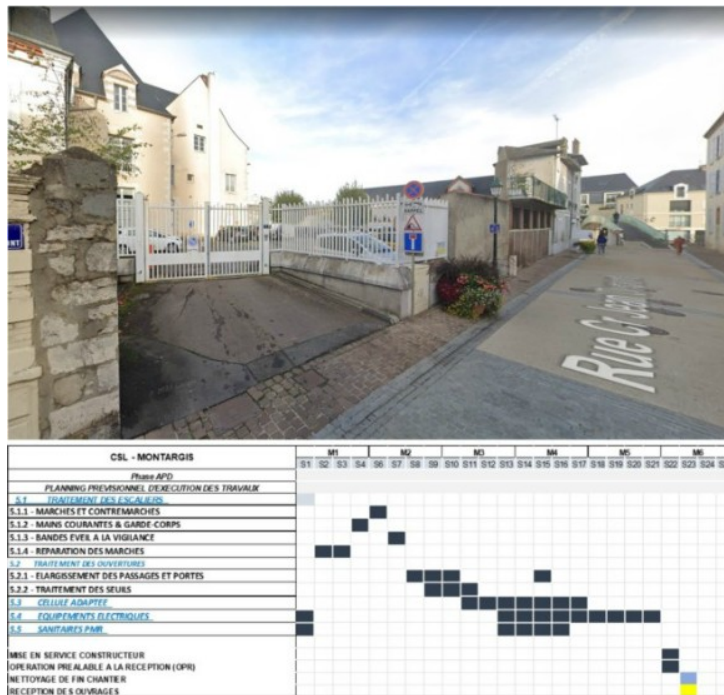 Rue Gr Jean
CSL - MONTARGIS
M1 M2 M3 M4 M5 M6
S1 S2 S3 S4 S6 S7 S8 S9 S10 S11 S12 S13 S14 S15 S16 S17 S18 S19 S20 S21 S22 S23 S24
Phase APD
PLANNING PREVISIONNEL D'EXECUTION DES TRAVAUX
5.1 TRAITEMENT DES ESCALIERS
5.1.1 - MARCHES ET CONTREMARCHES
5.1.2 - MAINS COURANTES & GARDE-CORPS
5.1.3 - BANDES EVEIL A LA VIGILANCE
5.1.4 - REPARATION DES MARCHES
5.2 TRAITEMENT DES OUVERTURES
5.2.1 - ELARGISSEMENT DES PASSAGES ET PORTES
5.2.2 - TRAITEMENT DES SEUILS
5.3 CELLULE ADAPTEE
5.4 EQUIPEMENTS ELECTRIQUES
5.5 SANITAIRES PMR
MISE EN SERVICE CONSTRUCTEUR
OPERATION PREALABLE A LA RECEPTION (OPR)
NETTOYAGE DE FIN CHANTIER
RECEPTION DES OUVRAGES